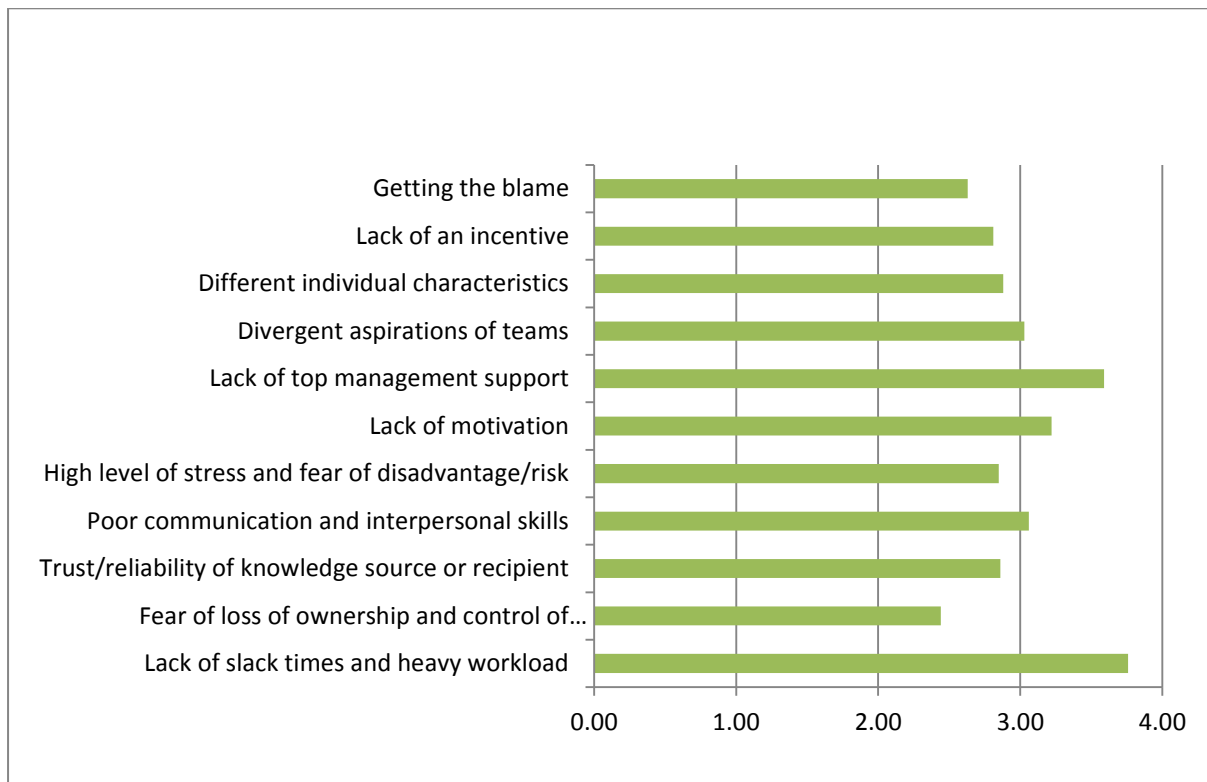 Getting the blame
Lack of an incentive
Different individual characteristics
Divergent aspirations of teams
Lack of top management support
Lack of motivation
High level of stress and fear of disadvantage/risk
Poor communication and interpersonal skills
Trust/reliability of knowledge source or recipient
Fear of loss of ownership and control of…
Lack of slack times and heavy workload
0.00 1.00 2.00 3.00 4.00